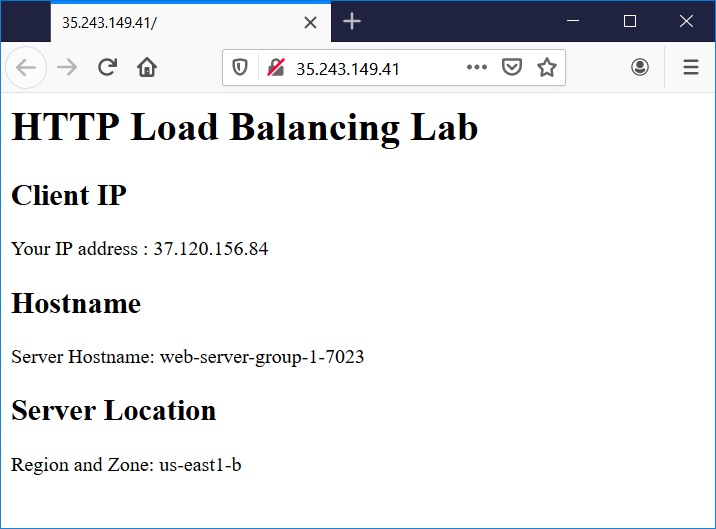 35.243.149.41/
35.243.149.41
HTTP Load Balancing Lab
Client IP
Your IP address : 37.120.156.84
Hostname
Server Hostname: web-server-group-1-7023
Server Location
Region and Zone: us-east1-b